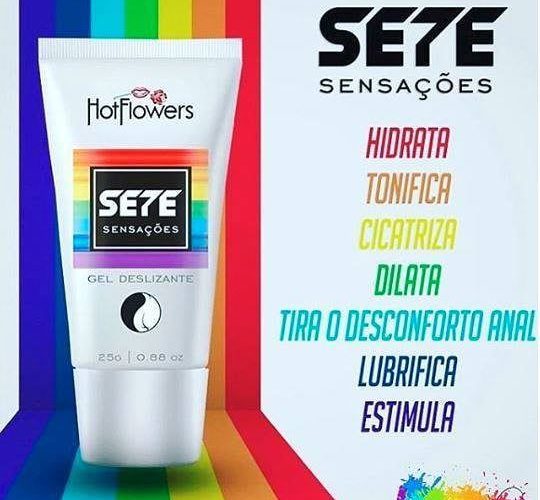 HotFlowers
SE7E
SENSAÇÕES
GEL DESLIZANTE
25G | 0.88 oz
SE7E
SENSAÇÕES
HIDRATA
TONIFICA
CICATRIZA
DILATA
TIRA O DESCONFORTO ANAL
LUBRIFICA
ESTIMULA